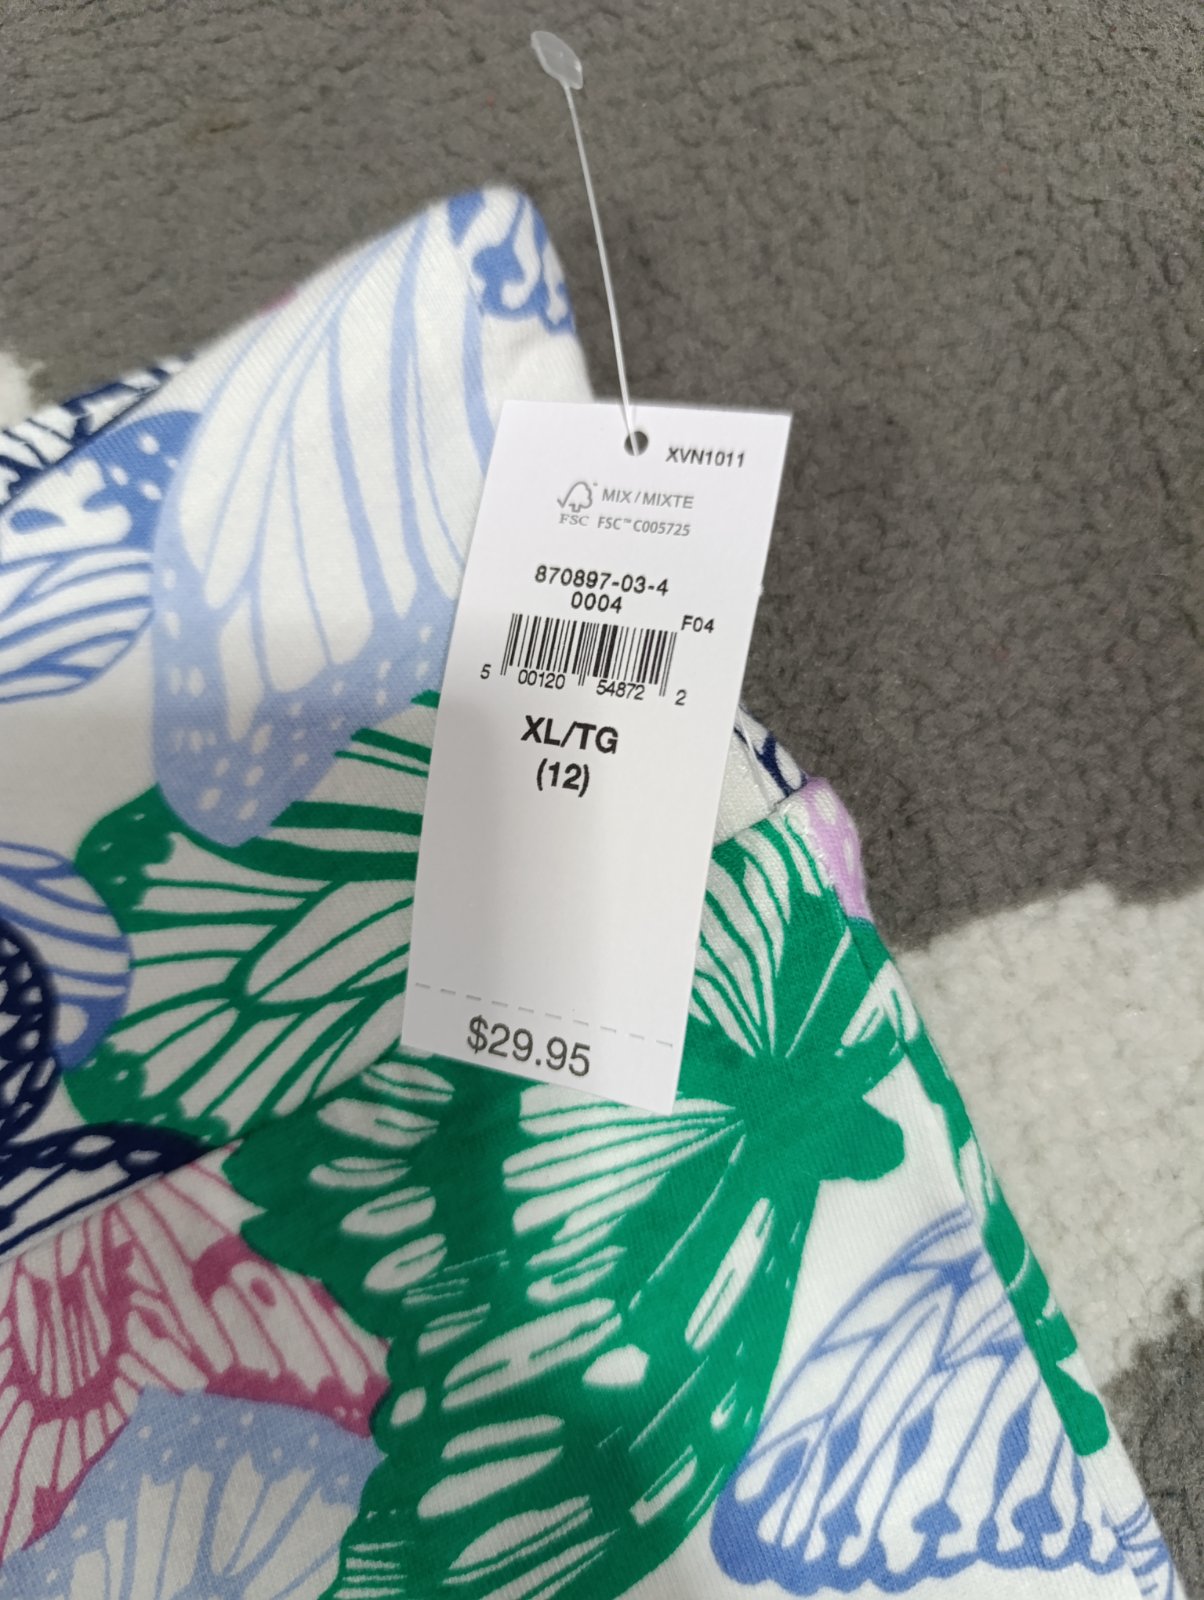 XVN1011
MIX / MIXTE
FSC FSC™ C005725
870897-03-4
0004
F04
5 00120 54872 2
XL/TG
(12)
$29.95